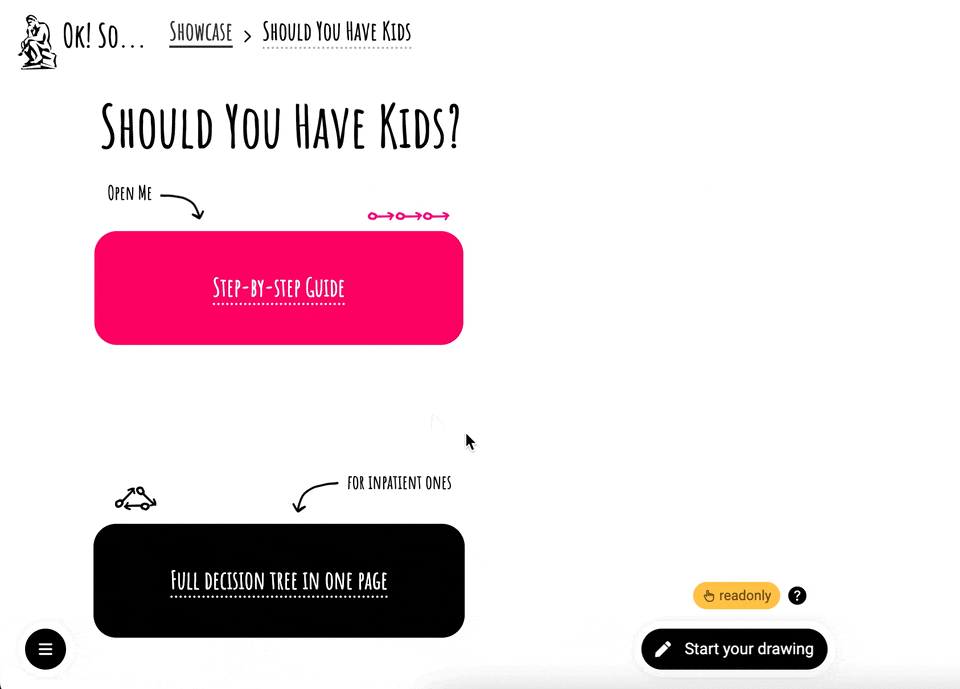 Ok! So...
Showcase > Should You Have Kids
Should You Have Kids?
Open Me
Step-by-step Guide
for inpatient ones
Full decision tree in one page
readonly ?
Start your drawing